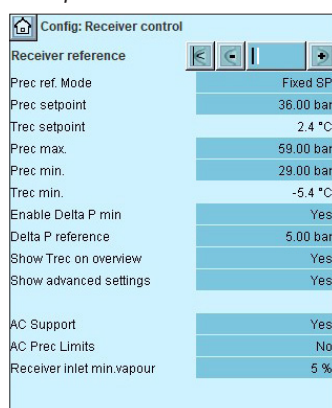 Config: Receiver control
Receiver reference
Prec ref. Mode Fixed SP
Prec setpoint 36.00 bar
Trec setpoint 2.4 °C
Prec max. 59.00 bar
Prec min. 29.00 bar
Trec min. -5.4 °C
Enable Delta P min Yes
Delta P reference 5.00 bar
Show Trec on overview Yes
Show advanced settings Yes
AC Support Yes
AC Prec Limits No
Receiver inlet min.vapour 5 %